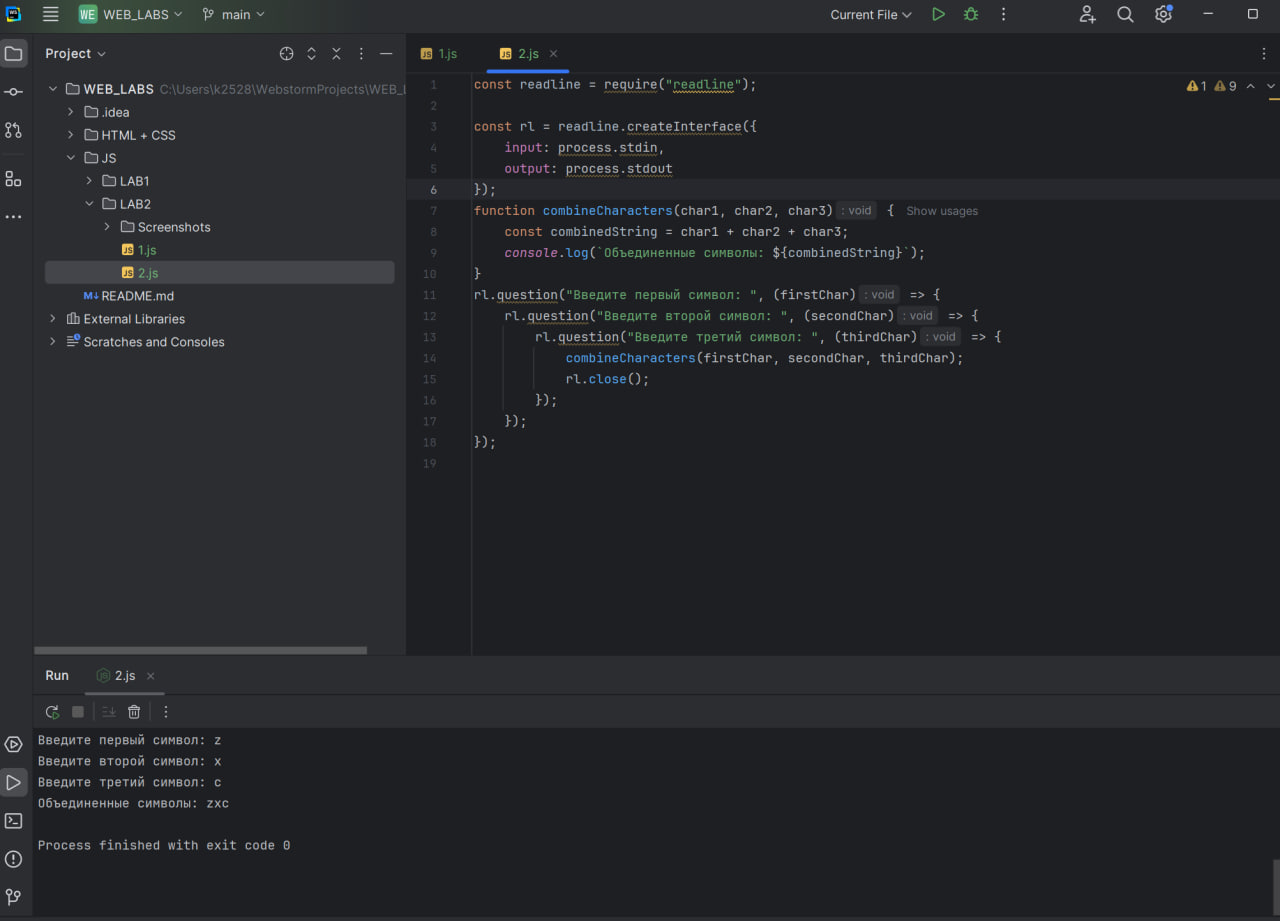 WS WE WEB_LABS main Current File
Project
1.js 2.js
WEB_LABS C:\Users\k2528\WebstormProjects\WEB_L
.idea
HTML + CSS
JS
LAB1
LAB2
Screenshots
JS 1.js
JS 2.js
M↓ README.md
External Libraries
Scratches and Consoles
1 const readline = require("readline");
2
3 const rl = readline.createInterface({
4 input: process.stdin,
5 output: process.stdout
6 });
7 function combineCharacters(char1, char2, char3) : void { Show usages
8 const combinedString = char1 + char2 + char3;
9 console.log(`Объединенные символы: ${combinedString}`);
10 }
11 rl.question("Введите первый символ: ", (firstChar) : void => {
12 rl.question("Введите второй символ: ", (secondChar) : void => {
13 rl.question("Введите третий символ: ", (thirdChar) : void => {
14 combineCharacters(firstChar, secondChar, thirdChar);
15 rl.close();
16 });
17 });
18 });
19
1 9
Run 2.js
Введите первый символ: z
Введите второй символ: x
Введите третий символ: c
Объединенные символы: zxc
Process finished with exit code 0